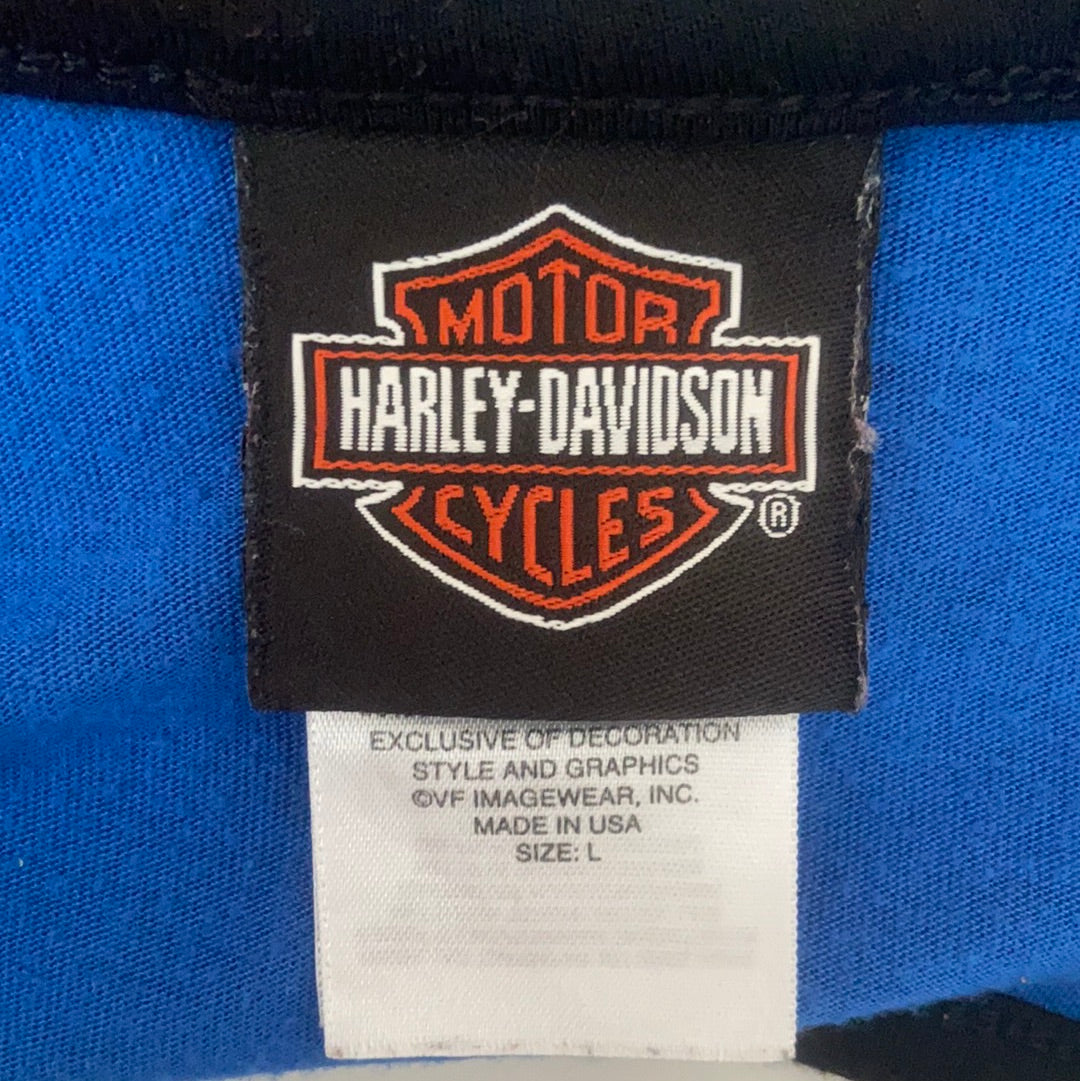 MOTOR
HARLEY-DAVIDSON
CYCLES
®
EXCLUSIVE OF DECORATION
STYLE AND GRAPHICS
©VF IMAGEWEAR, INC.
MADE IN USA
SIZE: L